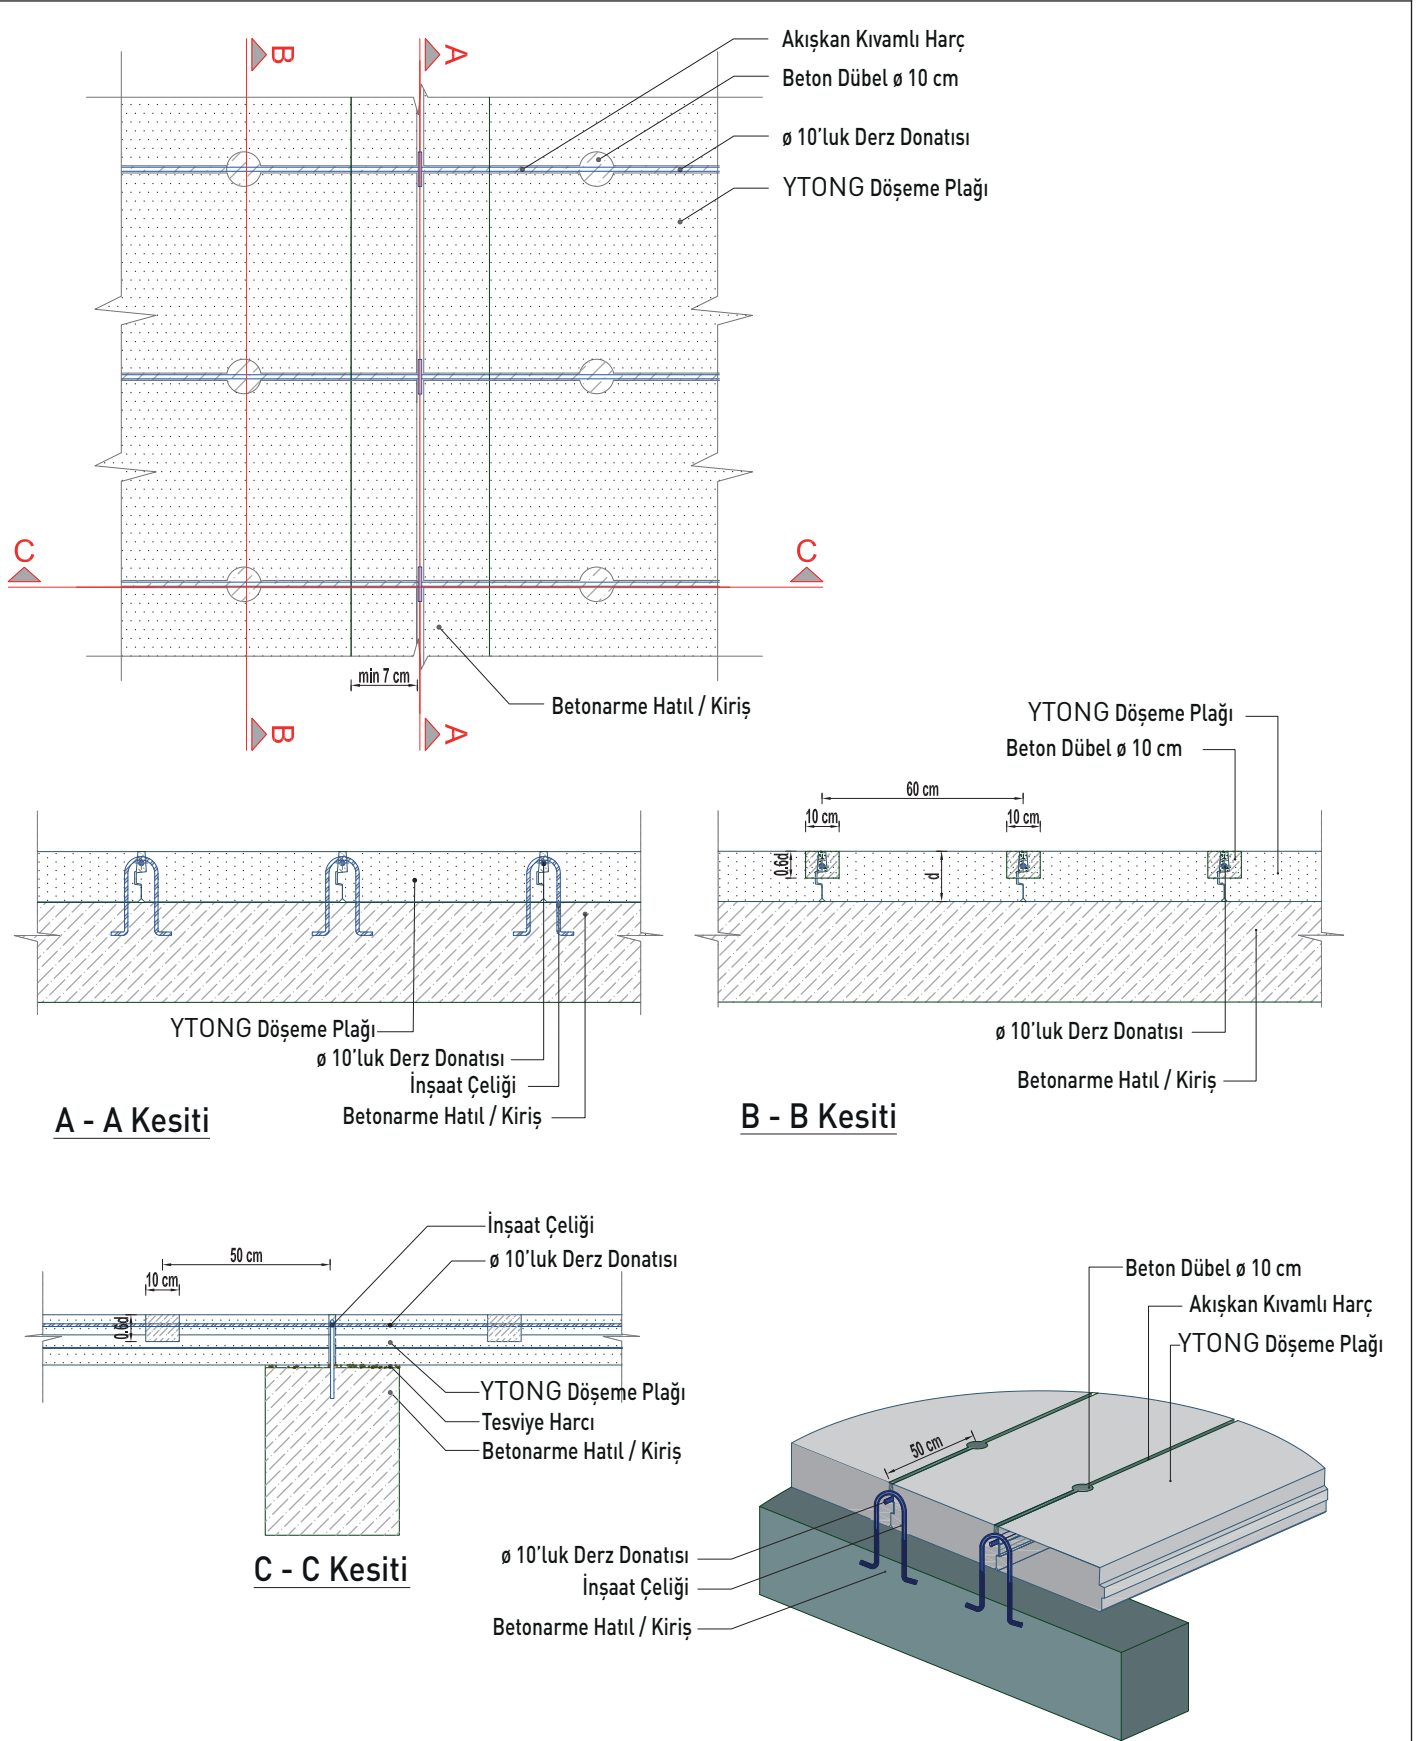 B
A
Akışkan Kıvamlı Harç
Beton Dübel ø 10 cm
ø 10'luk Derz Donatısı
YTONG Döşeme Plağı
C
C
min 7 cm
Betonarme Hatıl / Kiriş
B
A
YTONG Döşeme Plağı
Beton Dübel ø 10 cm
60 cm
10 cm
10 cm
0.6d
d
YTONG Döşeme Plağı
ø 10'luk Derz Donatısı
İnşaat Çeliği
Betonarme Hatıl / Kiriş
A - A Kesiti
ø 10'luk Derz Donatısı
Betonarme Hatıl / Kiriş
B - B Kesiti
İnşaat Çeliği
ø 10'luk Derz Donatısı
50 cm
10 cm
0.6d
YTONG Döşeme Plağı
Tesviye Harcı
Betonarme Hatıl / Kiriş
C - C Kesiti
Beton Dübel ø 10 cm
Akışkan Kıvamlı Harç
YTONG Döşeme Plağı
50 cm
ø 10'luk Derz Donatısı
İnşaat Çeliği
Betonarme Hatıl / Kiriş